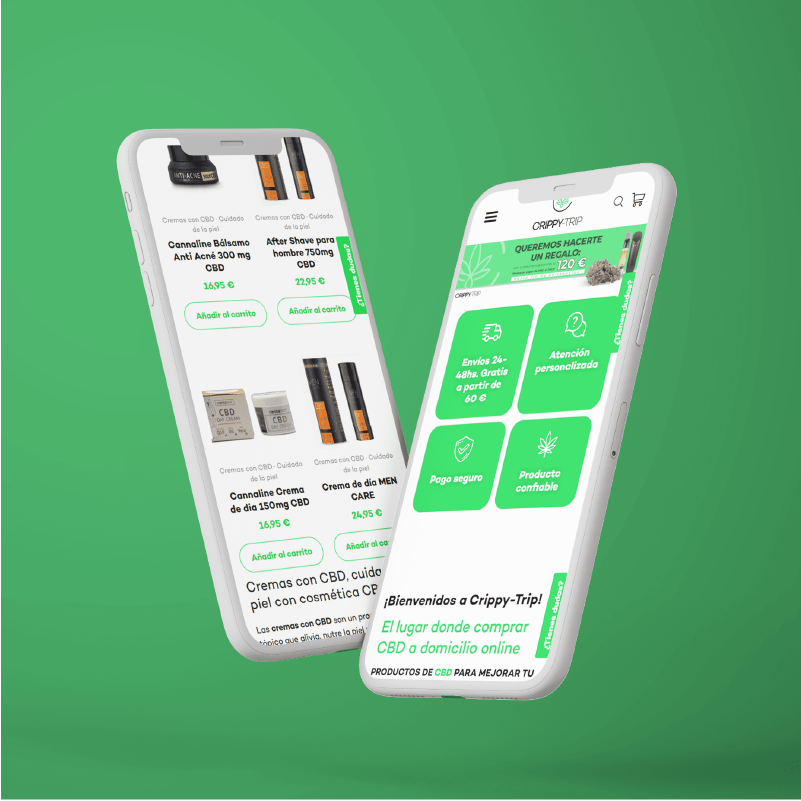 ANTI-ACNE
Cremas con CBD · Cuidado
de la piel
Cannaline Bálsamo
Anti Acné 300 mg
CBD
16,95 €
Añadir al carrito
Cremas con CBD · Cuidado
de la piel
After Shave para
hombre 750mg
CBD
22,95 €
Añadir al carrito
¿Tienes dudas?
CBD
DAY CREAM
CBD
Cremas con CBD · Cuidado
de la piel
Cannaline Crema
de dia 150mg CBD
16,95 €
Añadir al carrito
Cremas con CBD · Cuidado
de la piel
Crema de dia MEN
CARE
24,95 €
Añadir al ca
Cremas con CBD, cuida
piel con cosmética CB
Las cremas con CBD son un pro
tópico que alivia, nutre la piel
CRIPPY-TRIP
QUEREMOS HACERTE
UN REGALO:
120 €
CRIPPY-TRIP
¿Tienes dudas?
Envíos 24-
48hs. Gratis
a partir de
60 €
Atención
personalizada
Pago seguro
Producto
confiable
¡Bienvenidos a Crippy-Trip!
El lugar donde comprar
CBD a domicilio online
¿Tienes dudas?
PRODUCTOS DE CBD PARA MEJORAR TU